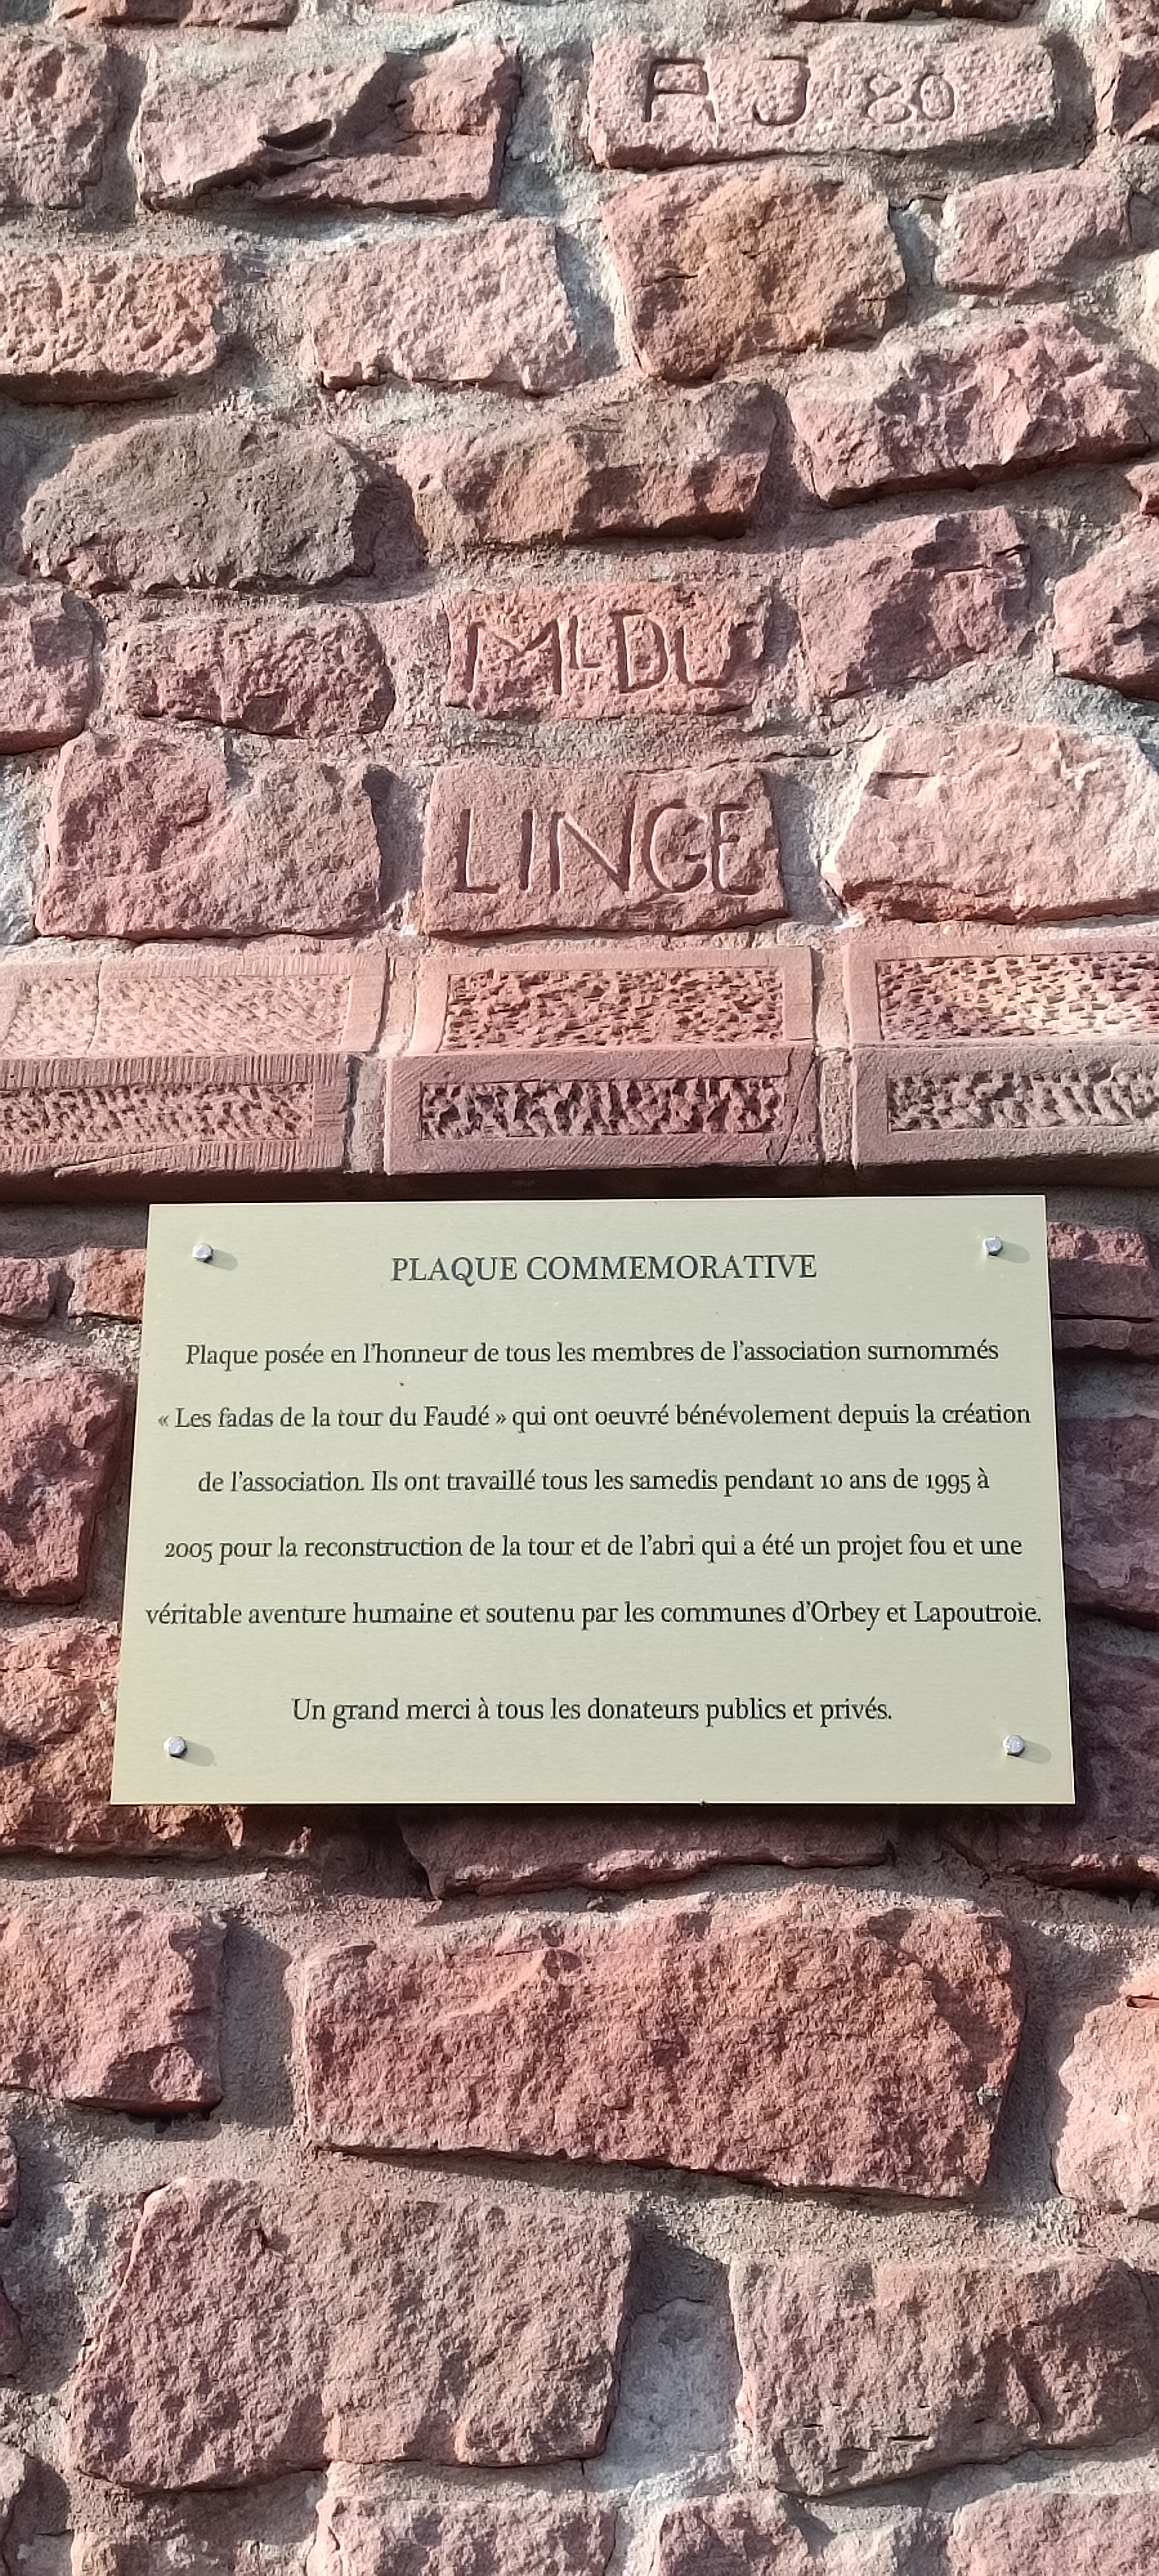 AJ 80
ML DU
LINGE
PLAQUE COMMEMORATIVE
Plaque posée en l'honneur de tous les membres de l'association surnommés
« Les fadas de la tour du Faudé » qui ont oeuvré bénévolement depuis la création
de l'association. Ils ont travaillé tous les samedis pendant 10 ans de 1995 à
2005 pour la reconstruction de la tour et de l'abri qui a été un projet fou et une
véritable aventure humaine et soutenu par les communes d'Orbey et Lapoutroie.
Un grand merci à tous les donateurs publics et privés.